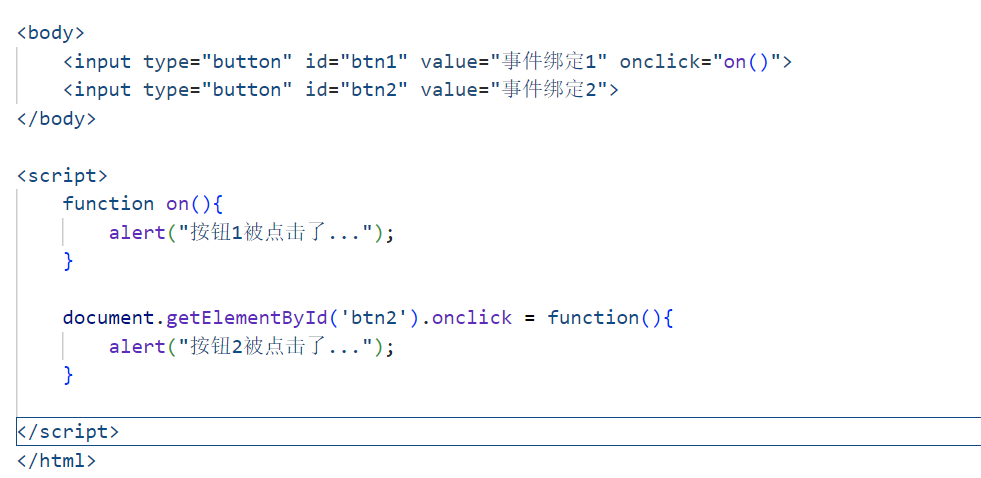 <body>
    <input type="button" id="btn1" value="事件绑定1" onclick="on()">
    <input type="button" id="btn2" value="事件绑定2">
</body>
<script>
    function on(){
        alert("按钮1被点击了...");
    }
    document.getElementById('btn2').onclick = function(){
        alert("按钮2被点击了...");
    }
</script>
</html>